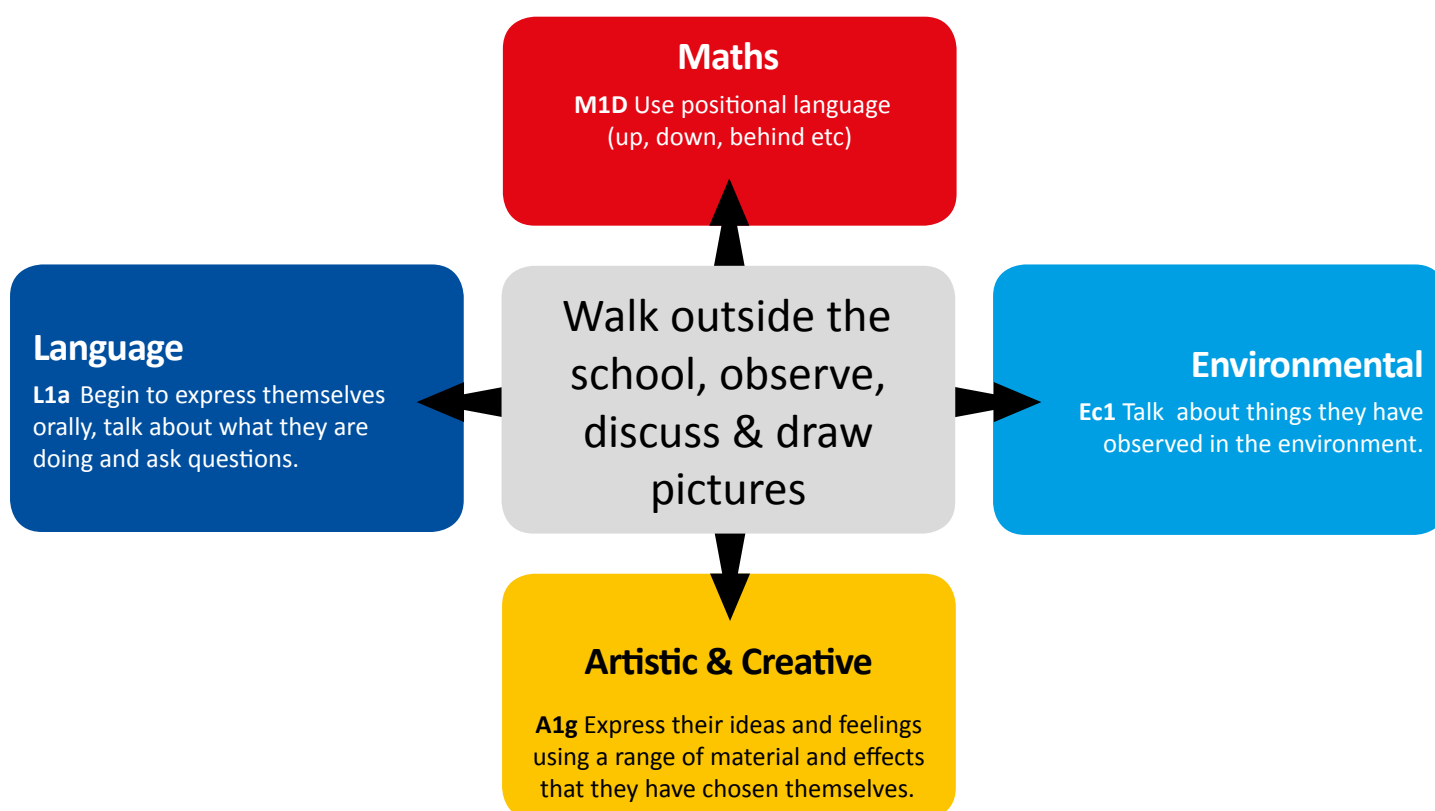 Maths
M1D Use positional language
(up, down, behind etc)
Language
L1a Begin to express themselves
orally, talk about what they are
doing and ask questions.
Walk outside the
school, observe,
discuss & draw
pictures
Environmental
Ec1 Talk about things they have
observed in the environment.
Artistic & Creative
A1g Express their ideas and feelings
using a range of material and effects
that they have chosen themselves.